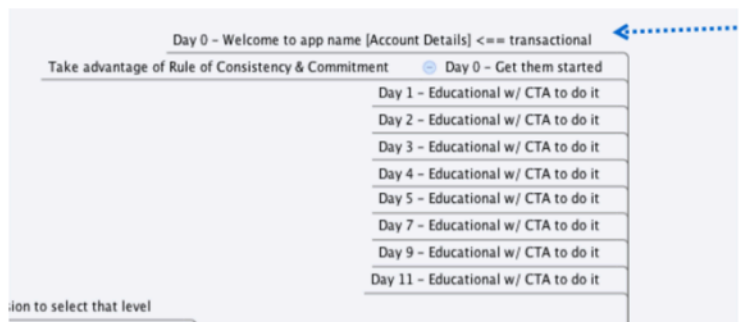 Day 0 – Welcome to app name [Account Details] <== transactional
Take advantage of Rule of Consistency & Commitment Day 0 – Get them started
Day 1 – Educational w/ CTA to do it
Day 2 – Educational w/ CTA to do it
Day 3 – Educational w/ CTA to do it
Day 4 – Educational w/ CTA to do it
Day 5 – Educational w/ CTA to do it
Day 7 – Educational w/ CTA to do it
Day 9 – Educational w/ CTA to do it
Day 11 – Educational w/ CTA to do it
to select that level